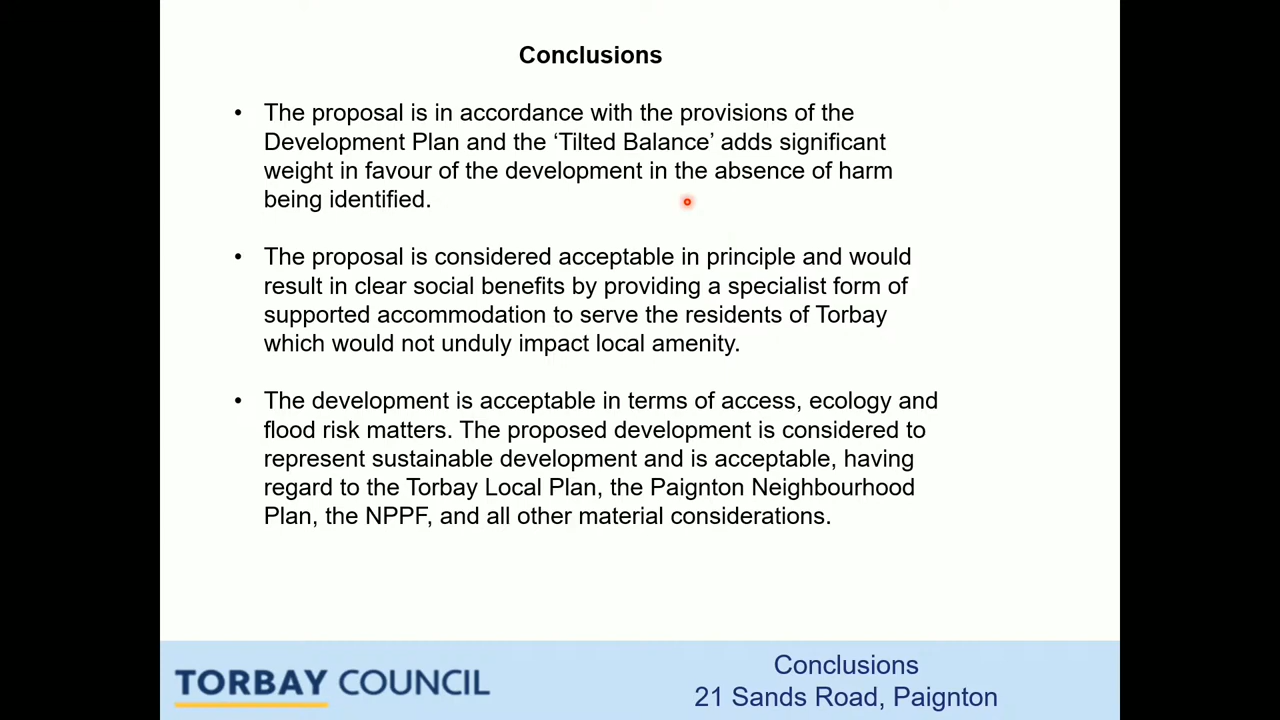 Conclusions
• The proposal is in accordance with the provisions of the
Development Plan and the ‘Tilted Balance’ adds significant
weight in favour of the development in the absence of harm
being identified.
• The proposal is considered acceptable in principle and would
result in clear social benefits by providing a specialist form of
supported accommodation to serve the residents of Torbay
which would not unduly impact local amenity.
• The development is acceptable in terms of access, ecology and
flood risk matters. The proposed development is considered to
represent sustainable development and is acceptable, having
regard to the Torbay Local Plan, the Paignton Neighbourhood
Plan, the NPPF, and all other material considerations.
TORBAY COUNCIL
Conclusions
21 Sands Road, Paignton